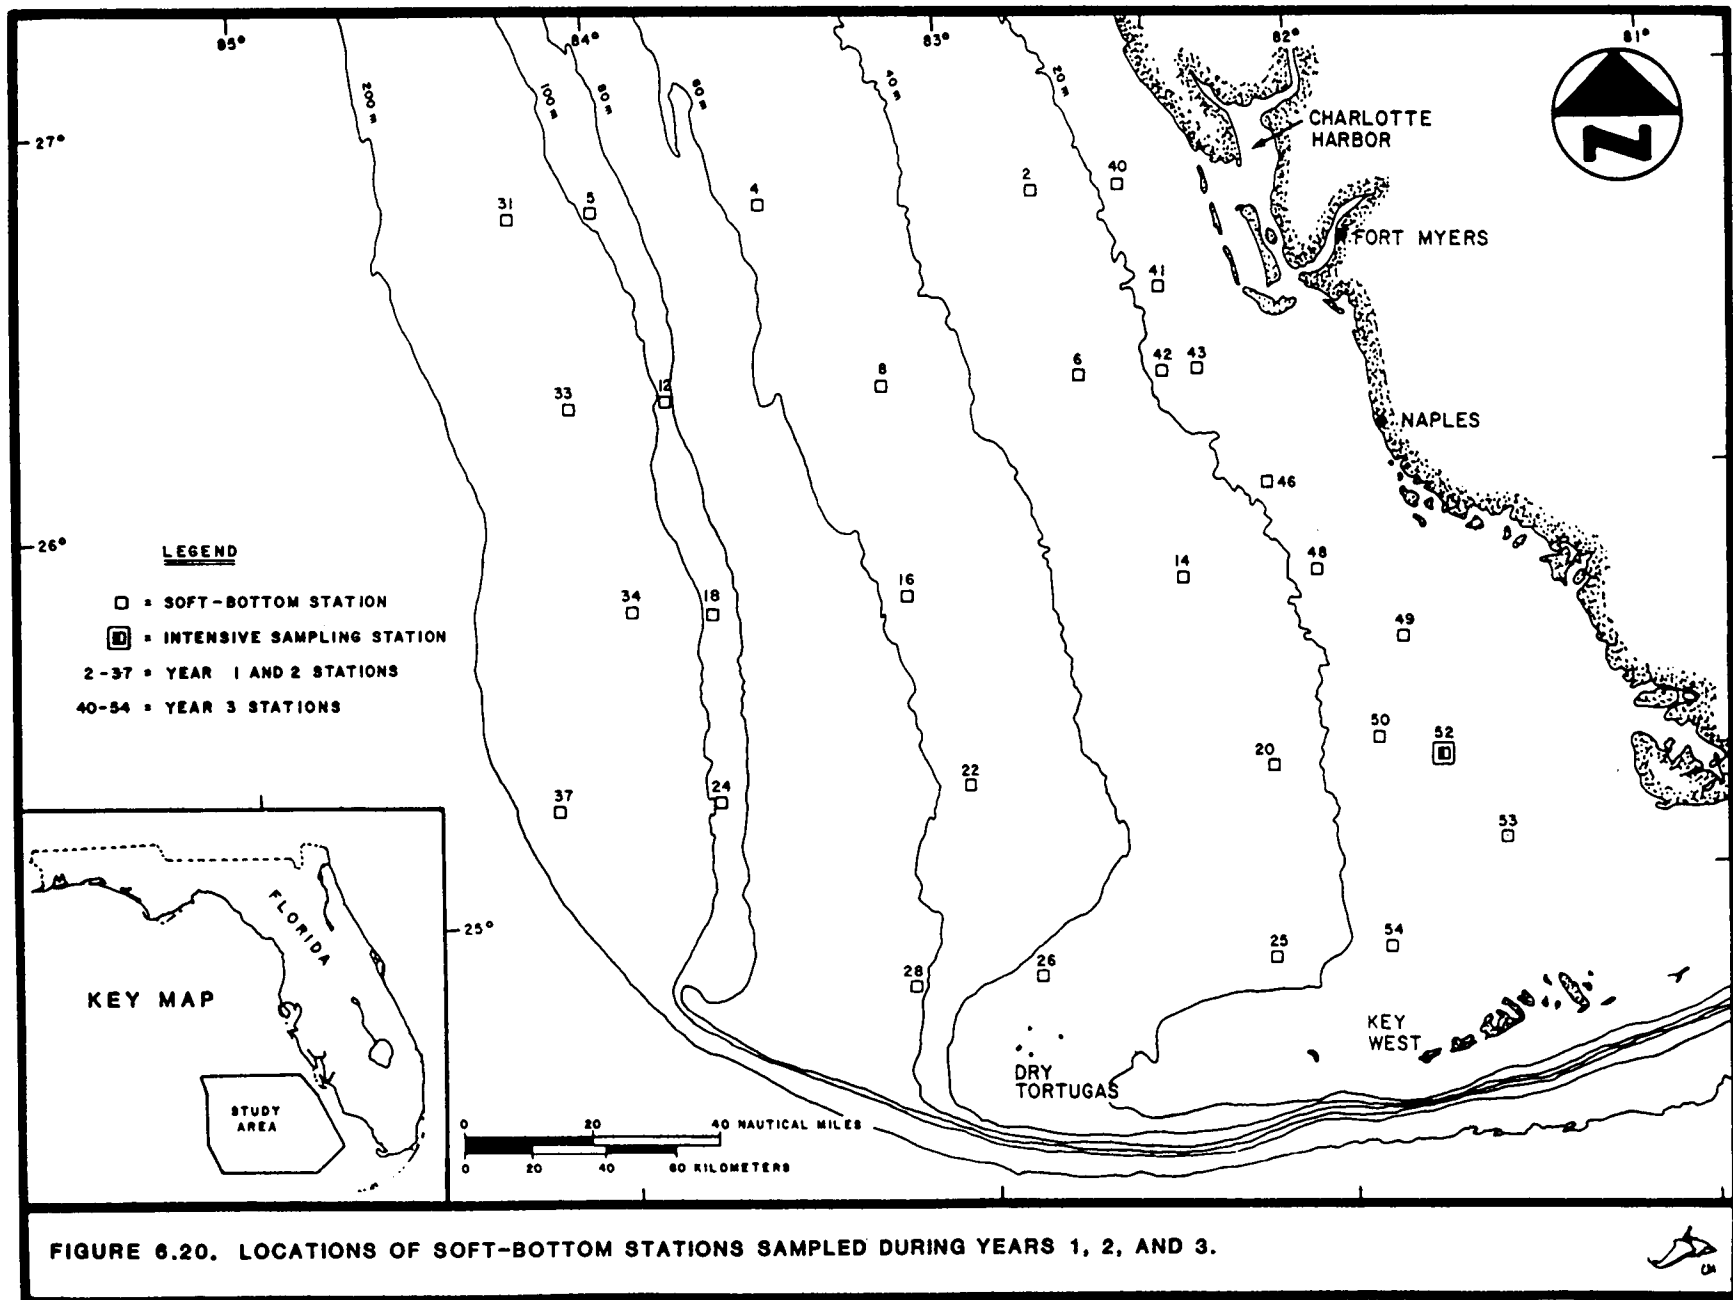 85°
84°
83°
82°
81°
200 m
100 m
80 m
60 m
40 m
20 m
27°
CHARLOTTE
HARBOR
31
5
4
2
40
FORT MYERS
41
33
12
8
6
42
43
NAPLES
46
26°
LEGEND
□ = SOFT-BOTTOM STATION
= INTENSIVE SAMPLING STATION
2-37 = YEAR 1 AND 2 STATIONS
40-54 = YEAR 3 STATIONS
34
18
16
14
48
49
50
52
20
22
37
24
53
25°
FLORIDA
KEY MAP
STUDY
AREA
28
26
25
54
KEY
WEST
DRY
TORTUGAS
0 20 40 NAUTICAL MILES
0 20 40 60 KILOMETERS
N
FIGURE 6.20. LOCATIONS OF SOFT-BOTTOM STATIONS SAMPLED DURING YEARS 1, 2, AND 3.